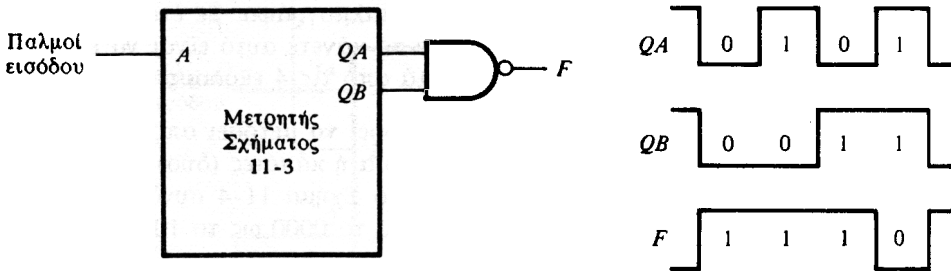 Παλμοί
εισόδου
A
QA
QB
F
Μετρητής
Σχήματος
11-3
QA 0 1 0 1
QB 0 0 1 1
F 1 1 1 0